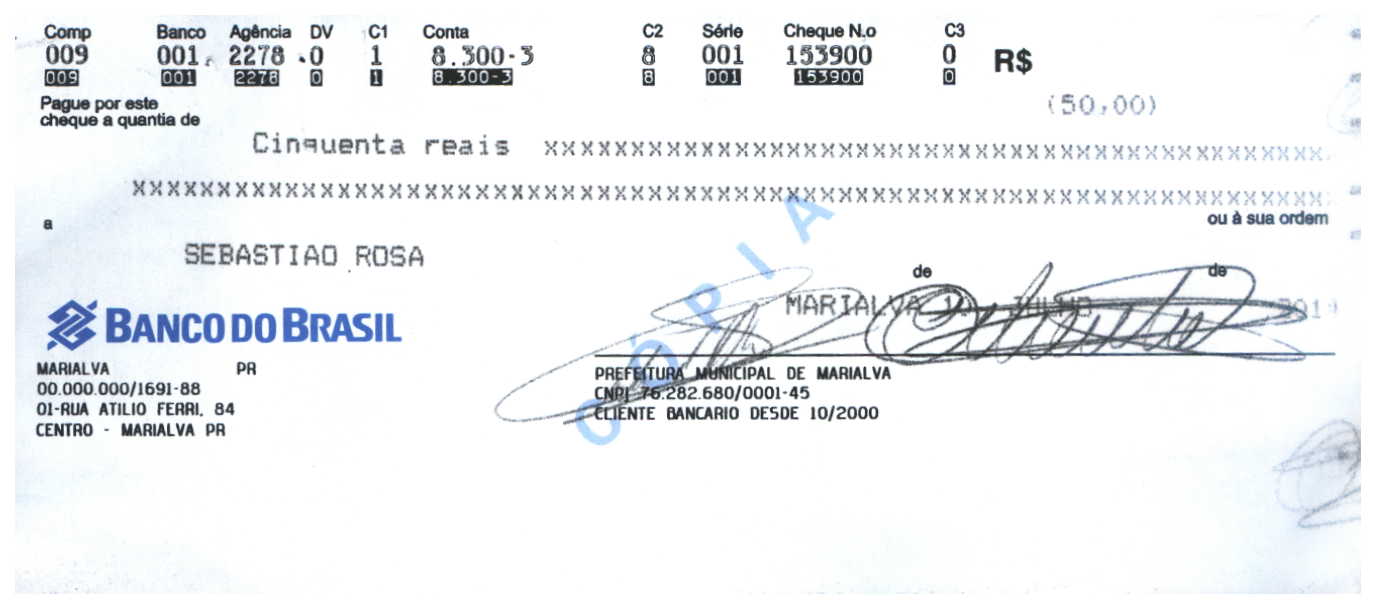 Comp Banco Agência DV C1 Conta C2 Série Cheque N.o C3
009 001 2278 0 1 8.300-3 8 001 153900 0 R$
009 001 2278 0 1 8.300-3 8 001 153900 0
Pague por este
cheque a quantia de
(50,00)
Cinquenta reais xxxxxxxxxxxxxxxxxxxxxxxxxxxxxxxxxxxxxxxxxxxx
xxxxxxxxxxxxxxxxxxxxxxxxxxxxxxxxxxxxxxxxxxxxxxxxxxxxxxxxxxxxxxxxxxxx
a ou à sua ordem
SEBASTIAO ROSA
de de
MARIALVA JULHO
BANCO DO BRASIL
MARIALVA PR
00.000.000/1691-88
01-RUA ATILIO FERRI, 84
CENTRO - MARIALVA PR
PREFEITURA MUNICIPAL DE MARIALVA
CNPJ 76.282.680/0001-45
CLIENTE BANCARIO DESDE 10/2000
CÓPIA